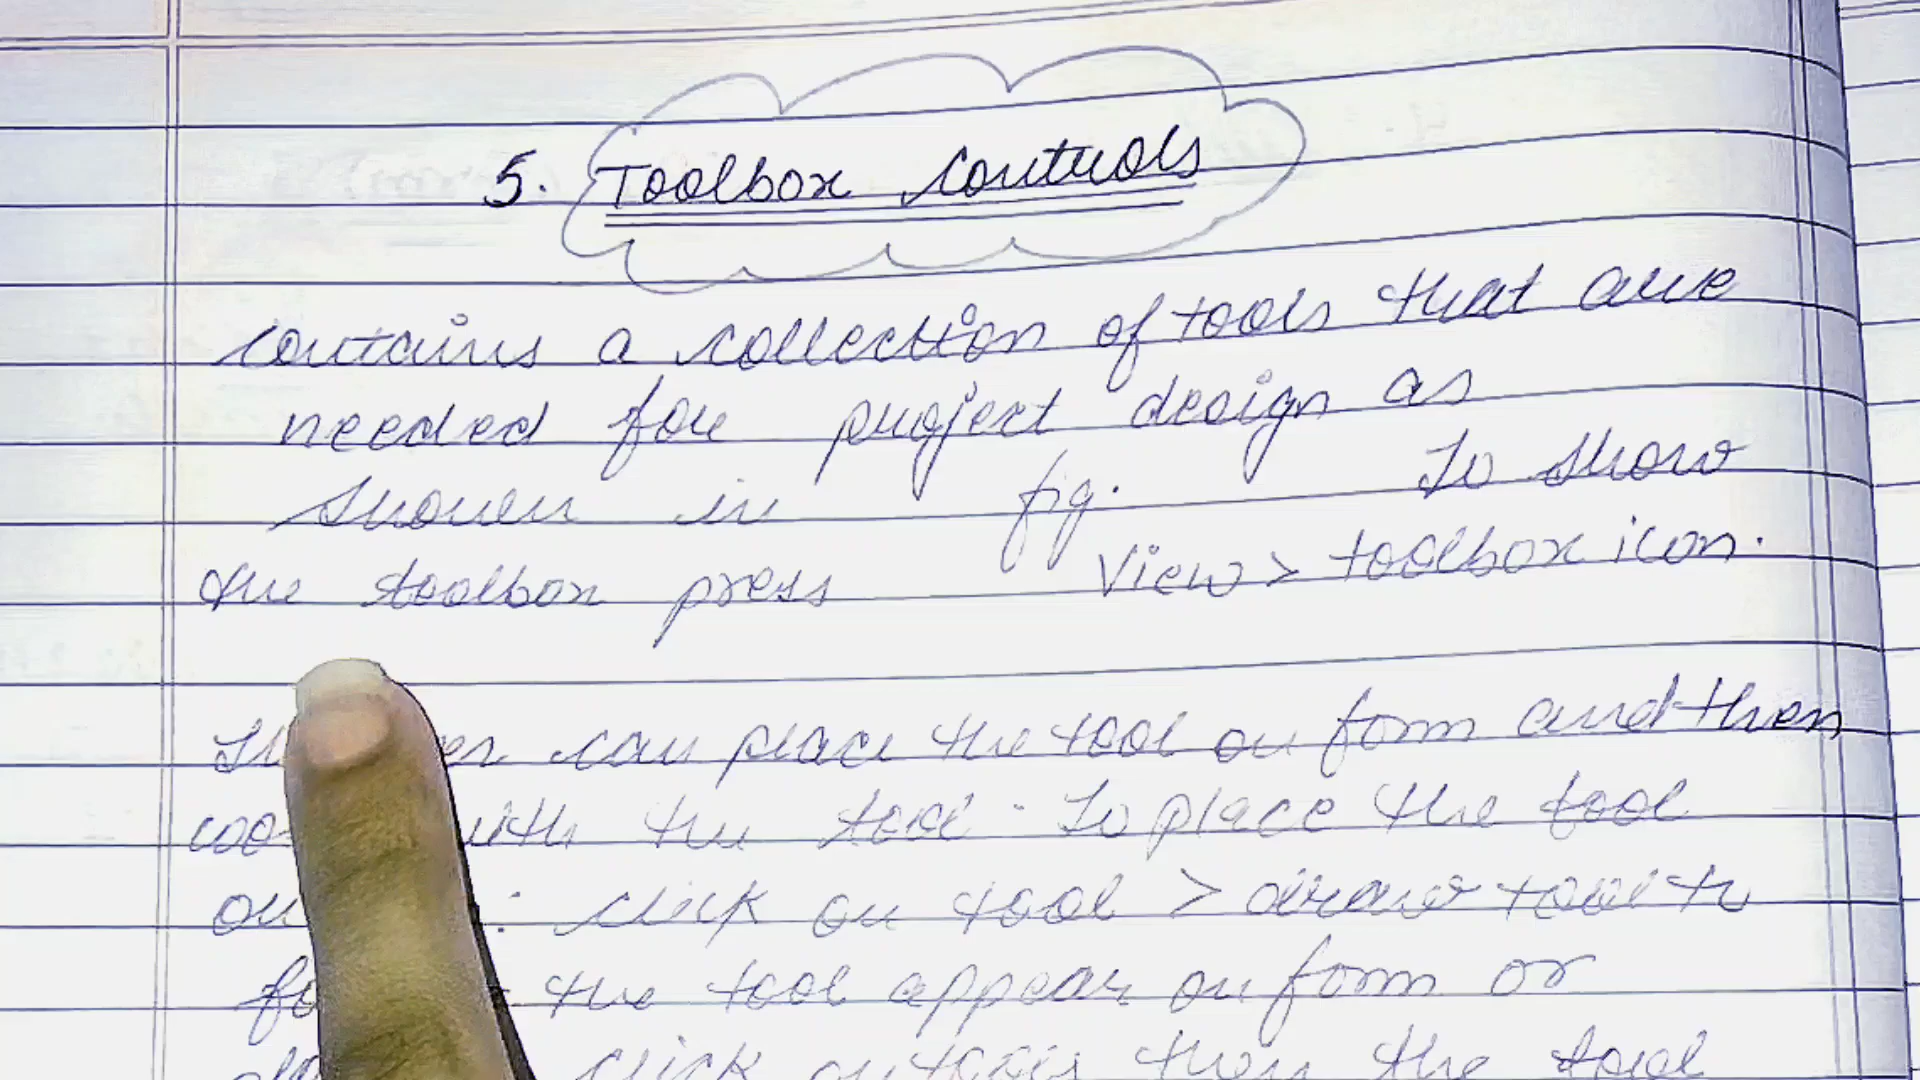 5. Toolbox Controls
contains a collection of tools that are
needed for project design as
shown in fig. To show
the toolbox press View > toolbox icon.
can place the tool on form and then
with the tool. To place the tool
on : click on tool > draw tool to
the tool appear on form or
click on tools then the tool